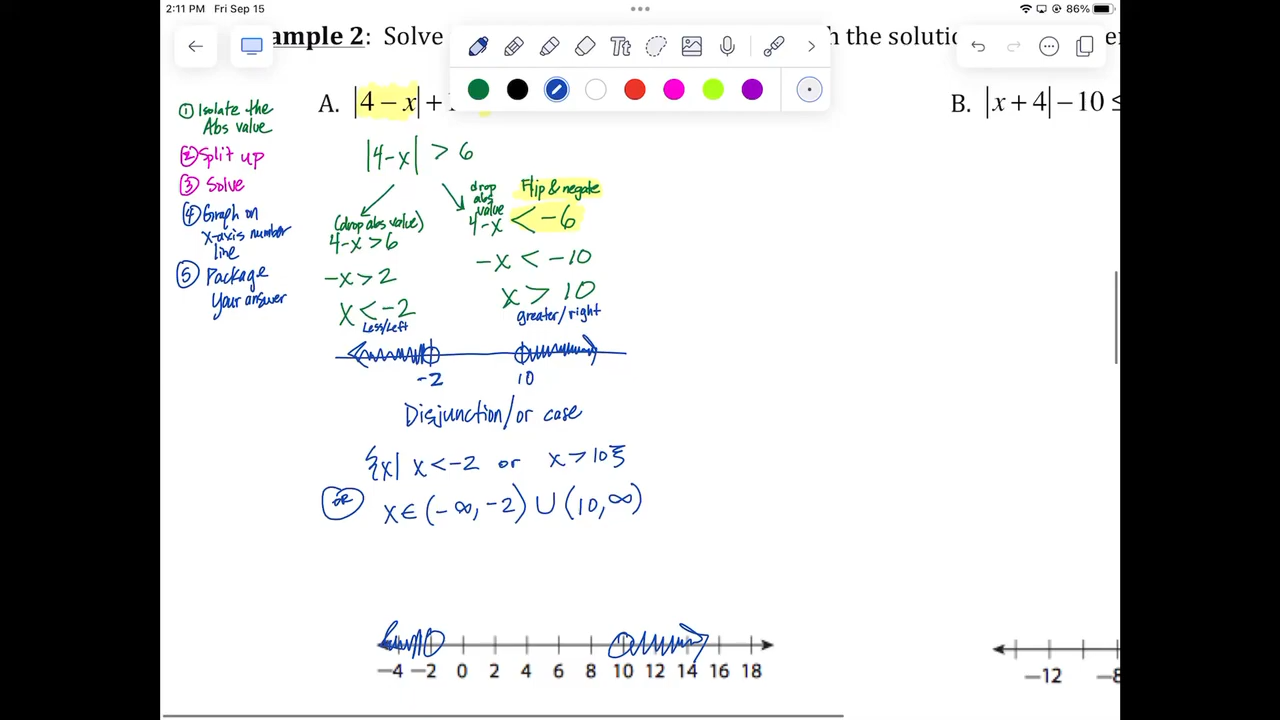 2:11 PM Fri Sep 15
86%
ample 2: Solve
h the solution
① Isolate the
Abs value
② Split up
③ Solve
④ Graph on
x-axis number
line
⑤ Package
your answer
A. |4 − x| +
|4-x| > 6
(drop abs value)
4-x > 6
-x > 2
x < -2
Less/Left
drop
abs
value
Flip & negate
4-x < -6
-x < -10
x > 10
greater/right
-2 10
Disjunction/or case
{x| x < -2 or x > 10}
OR
x ∈ (-∞, -2) ∪ (10, ∞)
−4 −2 0 2 4 6 8 10 12 14 16 18
B. |x + 4| − 10 ≤
−12 −8